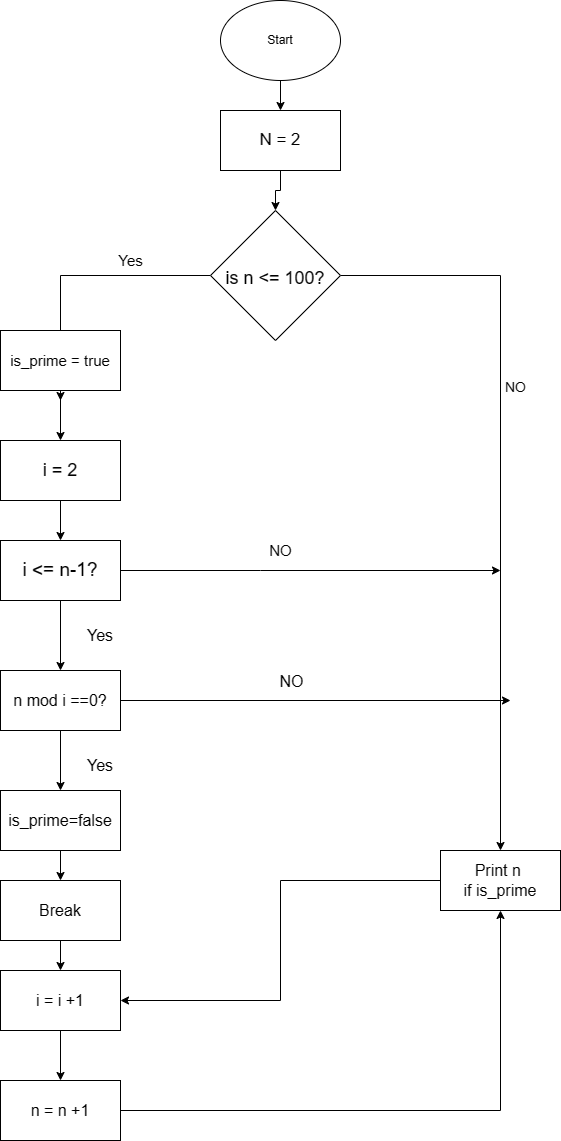 Start
N = 2
is n <= 100?
Yes
is_prime = true
NO
i = 2
i <= n-1?
NO
Yes
n mod i ==0?
NO
Yes
is_prime=false
Print n
if is_prime
Break
i = i +1
n = n +1